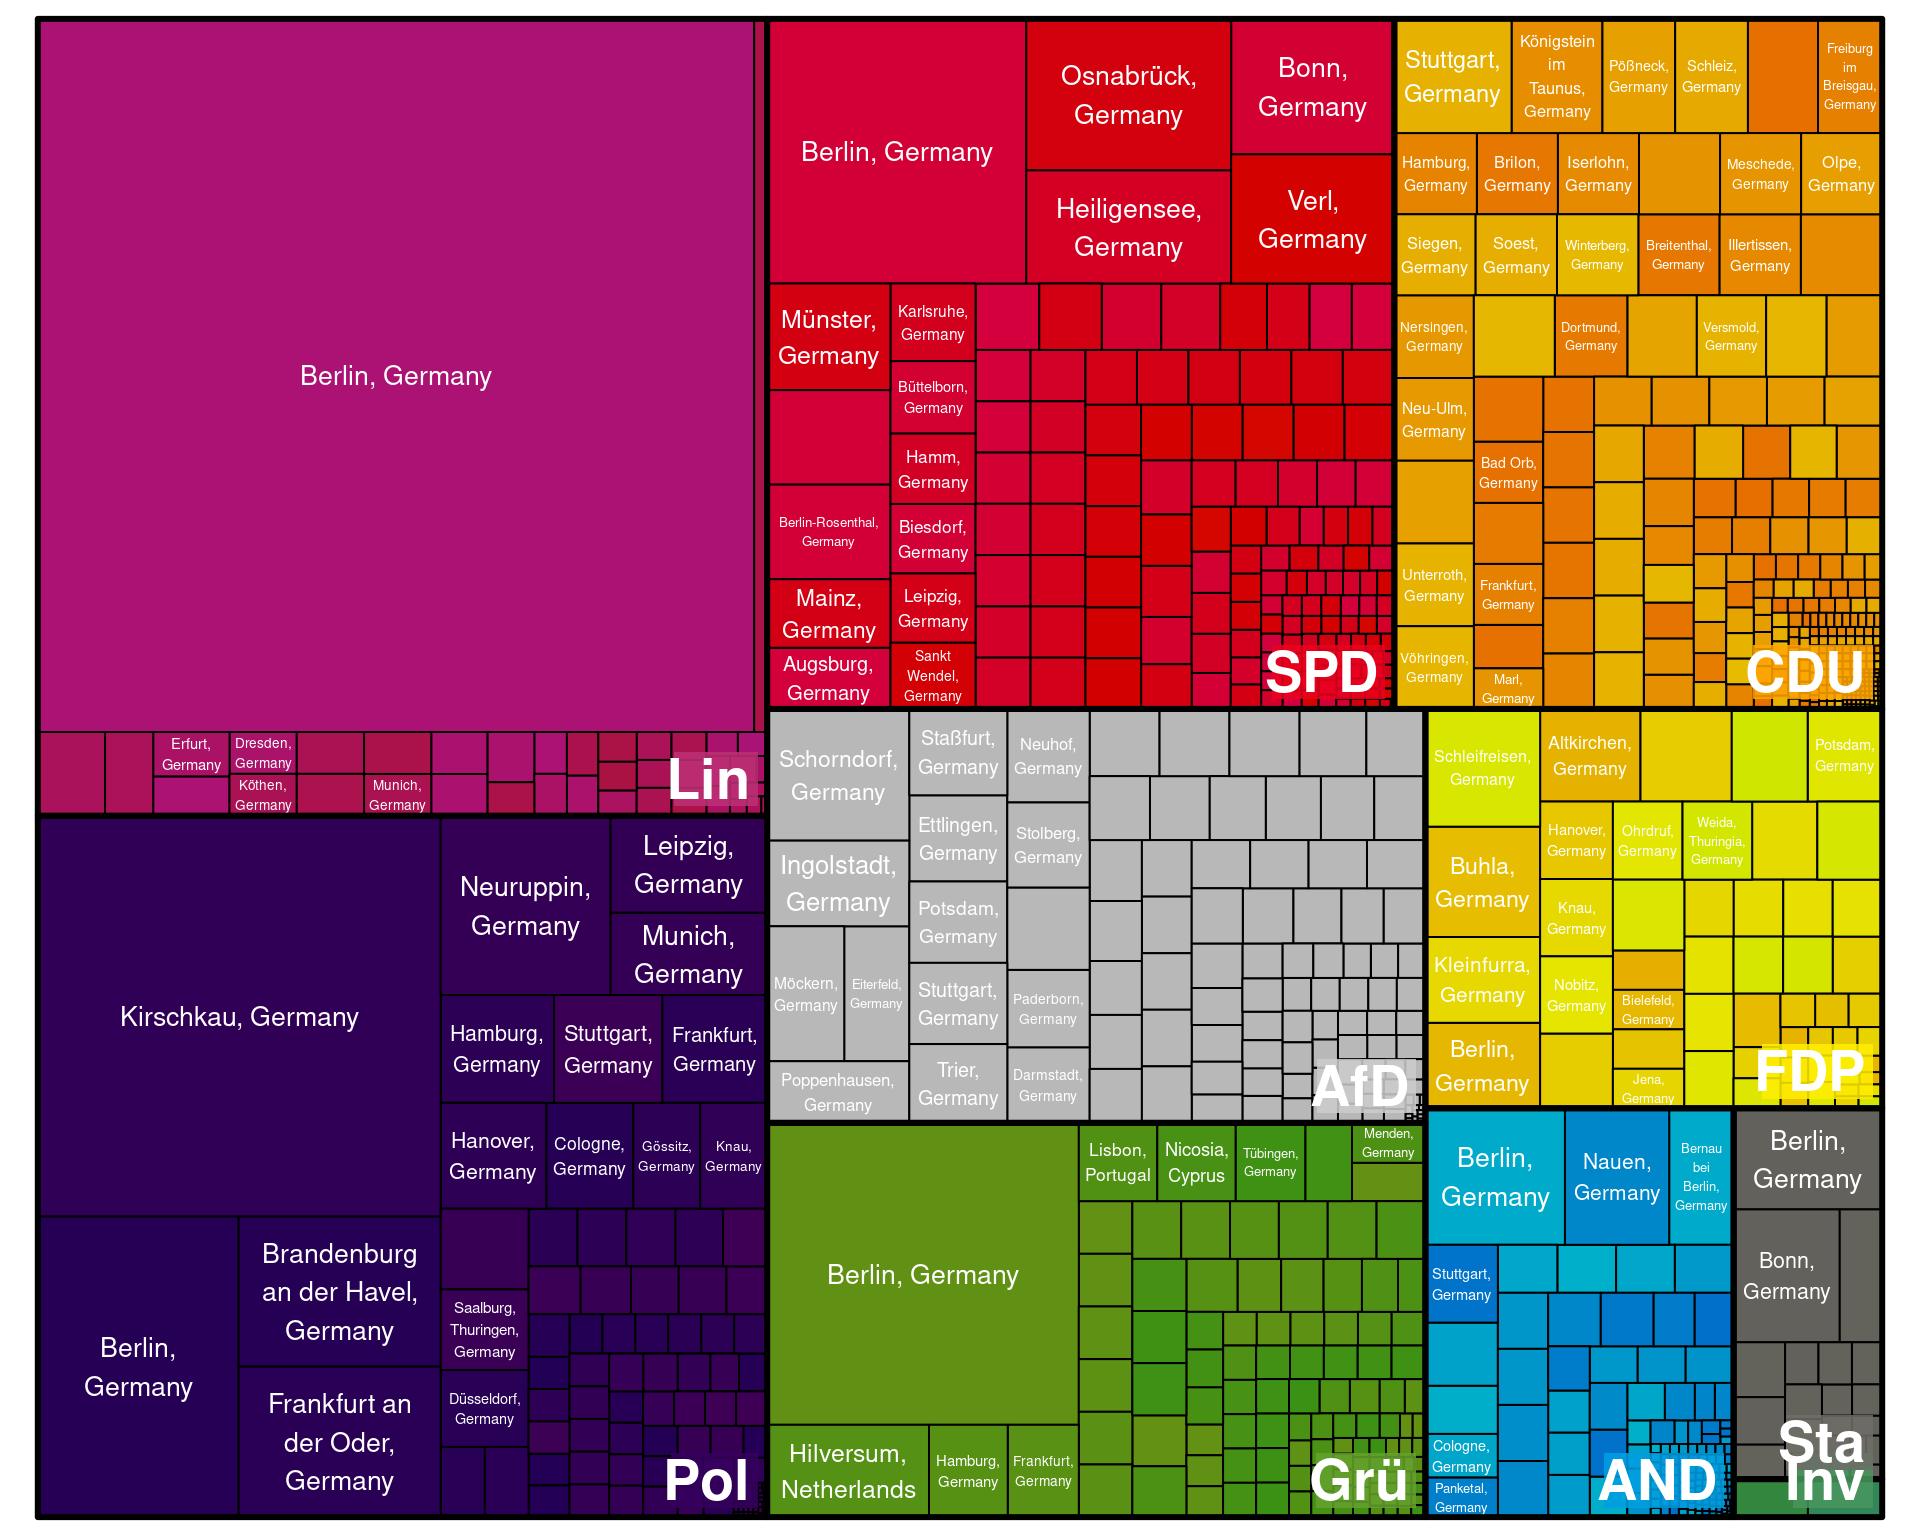 Berlin, Germany
Erfurt,
Germany
Dresden,
Germany
Köthen,
Germany
Munich,
Germany
Lin
Berlin, Germany
Osnabrück,
Germany
Heiligensee,
Germany
Bonn,
Germany
Verl,
Germany
Münster,
Germany
Karlsruhe,
Germany
Büttelborn,
Germany
Hamm,
Germany
Berlin-Rosenthal,
Germany
Biesdorf,
Germany
Mainz,
Germany
Leipzig,
Germany
Augsburg,
Germany
Sankt
Wendel,
Germany
SPD
Stuttgart,
Germany
Königstein
im
Taunus,
Germany
Pößneck,
Germany
Schleiz,
Germany
Freiburg
im
Breisgau,
Germany
Hamburg,
Germany
Brilon,
Germany
Iserlohn,
Germany
Meschede,
Germany
Olpe,
Germany
Siegen,
Germany
Soest,
Germany
Winterberg,
Germany
Breitenthal,
Germany
Illertissen,
Germany
Nersingen,
Germany
Dortmund,
Germany
Versmold,
Germany
Neu-Ulm,
Germany
Bad Orb,
Germany
Unterroth,
Germany
Frankfurt,
Germany
Vöhringen,
Germany
Marl,
Germany
CDU
Kirschkau, Germany
Neuruppin,
Germany
Leipzig,
Germany
Munich,
Germany
Hamburg,
Germany
Stuttgart,
Germany
Frankfurt,
Germany
Hanover,
Germany
Cologne,
Germany
Gössitz,
Germany
Knau,
Germany
Berlin,
Germany
Brandenburg
an der Havel,
Germany
Frankfurt an
der Oder,
Germany
Saalburg,
Thuringen,
Germany
Düsseldorf,
Germany
Pol
Schorndorf,
Germany
Staßfurt,
Germany
Neuhof,
Germany
Ingolstadt,
Germany
Ettlingen,
Germany
Stolberg,
Germany
Möckern,
Germany
Eiterfeld,
Germany
Potsdam,
Germany
Stuttgart,
Germany
Paderborn,
Germany
Poppenhausen,
Germany
Trier,
Germany
Darmstadt,
Germany
AfD
Schleifreisen,
Germany
Altkirchen,
Germany
Potsdam,
Germany
Buhla,
Germany
Hanover,
Germany
Ohrdruf,
Germany
Weida,
Thuringia,
Germany
Knau,
Germany
Kleinfurra,
Germany
Nobitz,
Germany
Bielefeld,
Germany
Berlin,
Germany
Jena,
Germany
FDP
Berlin, Germany
Lisbon,
Portugal
Nicosia,
Cyprus
Tübingen,
Germany
Menden,
Germany
Hilversum,
Netherlands
Hamburg,
Germany
Frankfurt,
Germany
Grü
Berlin,
Germany
Nauen,
Germany
Bernau
bei
Berlin,
Germany
Stuttgart,
Germany
Cologne,
Germany
Panketal,
Germany
AND
Berlin,
Germany
Bonn,
Germany
Sta
Inv